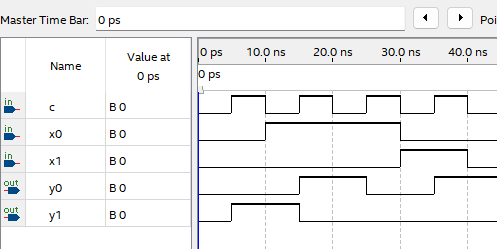 Master Time Bar: 0 ps Poi
Name Value at 0 ps 0 ps 10.0 ns 20.0 ns 30.0 ns 40.0 ns
0 ps
in c B 0
in x0 B 0
in x1 B 0
out y0 B 0
out y1 B 0